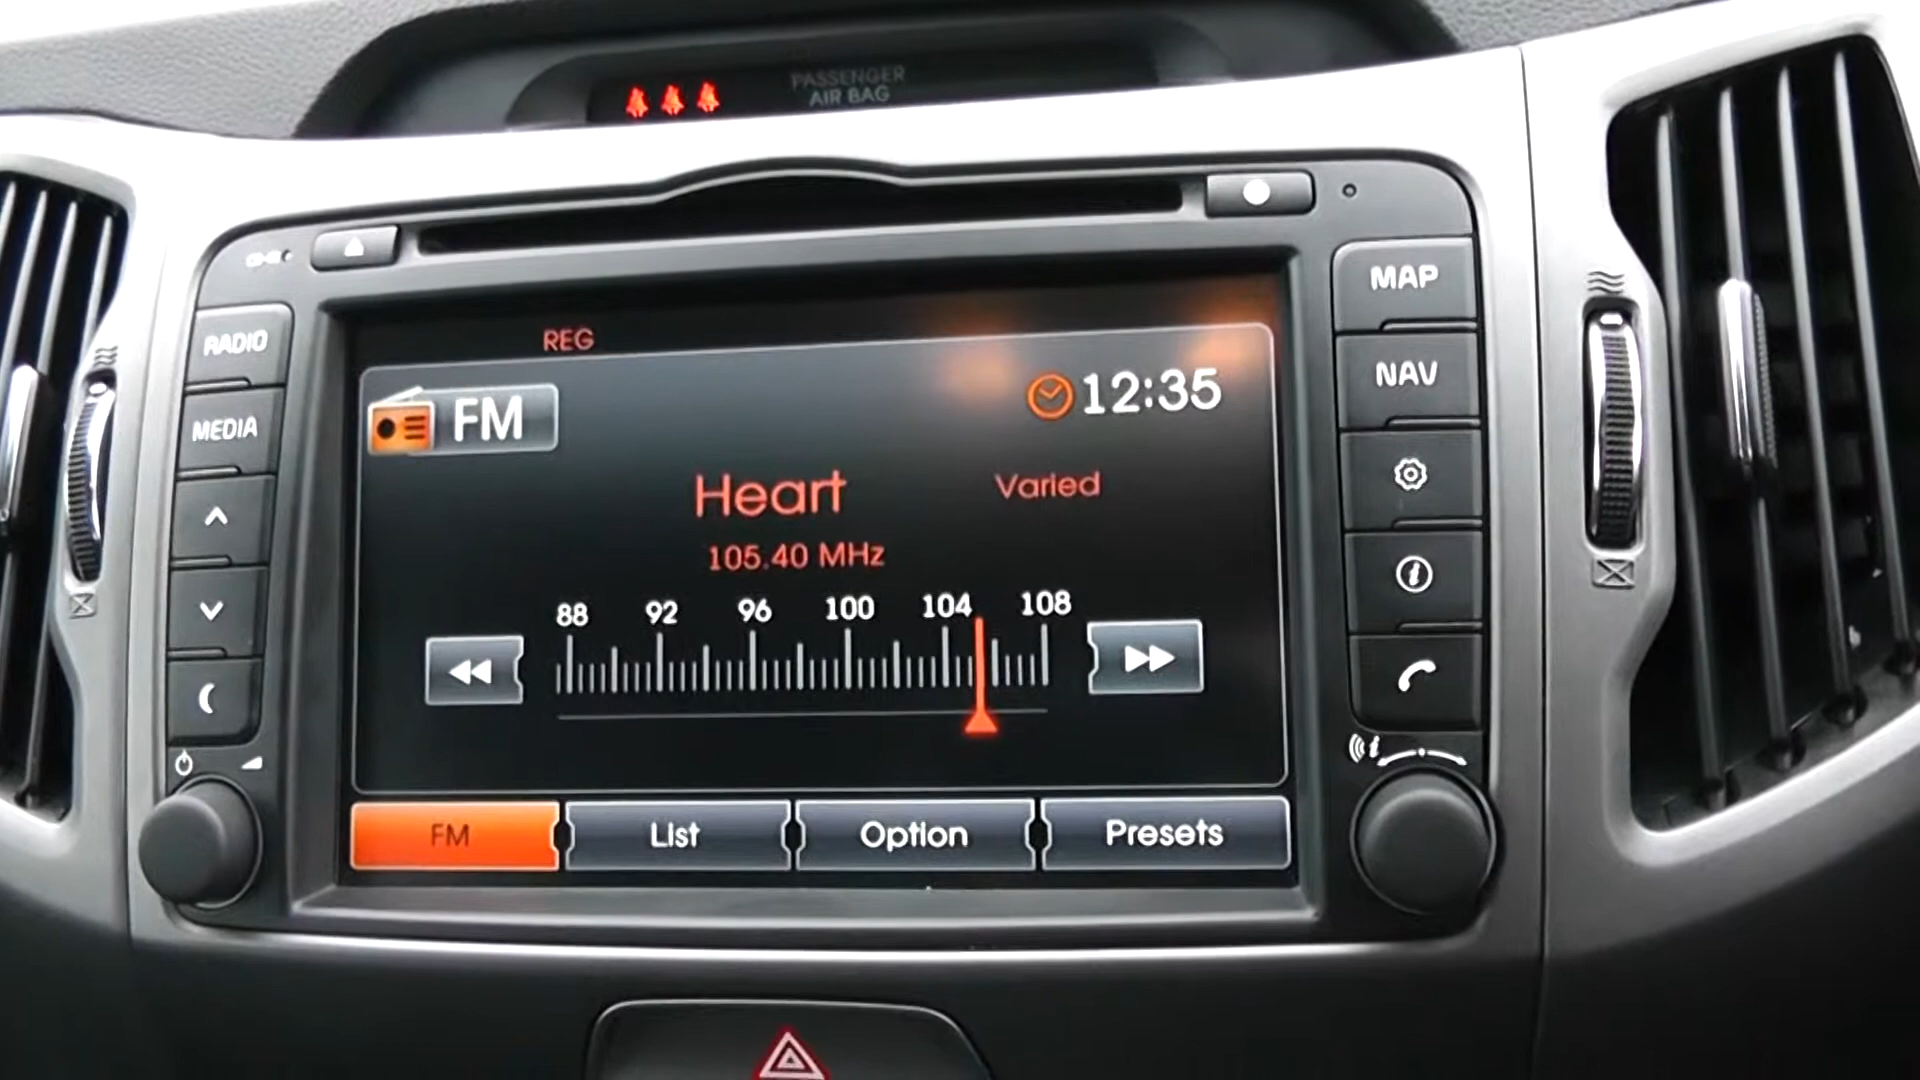 PASSENGER
AIR BAG
RADIO
MEDIA
MAP
NAV
REG
FM
12:35
Heart
Varied
105.40 MHz
88 92 96 100 104 108
FM
List
Option
Presets